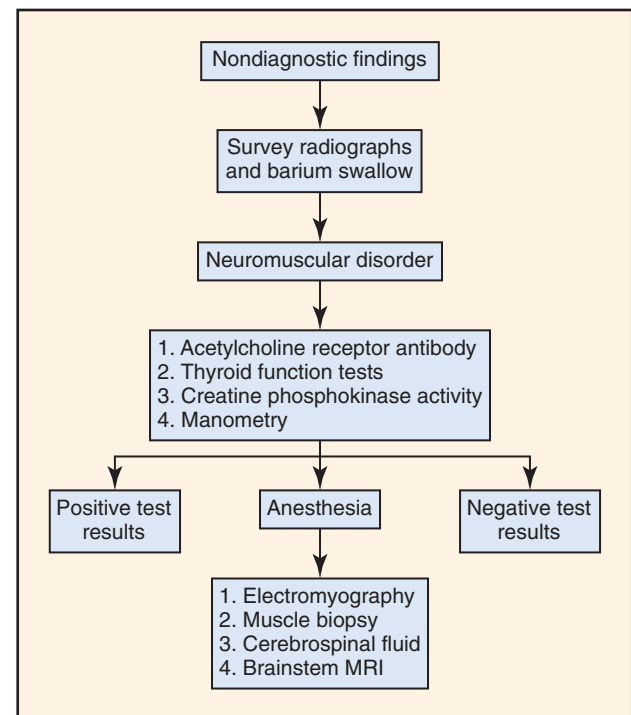 Nondiagnostic findings
Survey radiographs
and barium swallow
Neuromuscular disorder
1. Acetylcholine receptor antibody
2. Thyroid function tests
3. Creatine phosphokinase activity
4. Manometry
Positive test
results
Anesthesia
Negative test
results
1. Electromyography
2. Muscle biopsy
3. Cerebrospinal fluid
4. Brainstem MRI